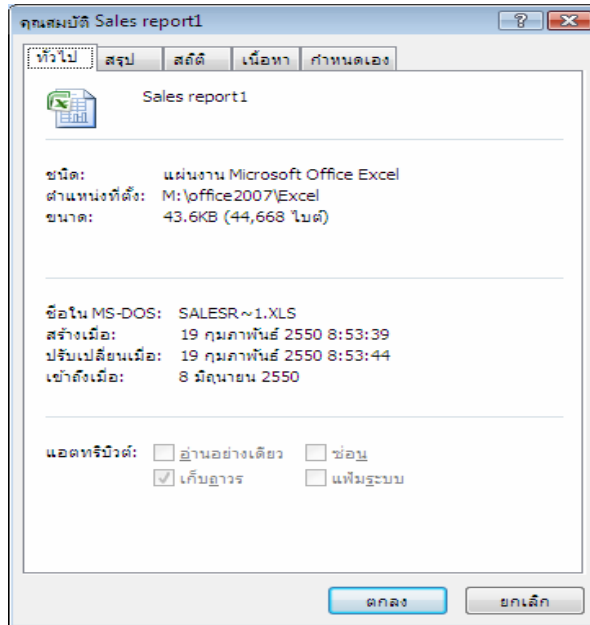 คุณสมบัติ Sales report1
ทั่วไป สรุป สถิติ เนื้อหา กำหนดเอง
Sales report1
ชนิด: แผ่นงาน Microsoft Office Excel
ตำแหน่งที่ตั้ง: M:\office2007\Excel
ขนาด: 43.6KB (44,668 ไบต์)
ชื่อใน MS-DOS: SALESR~1.XLS
สร้างเมื่อ: 19 กุมภาพันธ์ 2550 8:53:39
ปรับเปลี่ยนเมื่อ: 19 กุมภาพันธ์ 2550 8:53:44
เข้าถึงเมื่อ: 8 มิถุนายน 2550
แอตทริบิวต์: อ่านอย่างเดียว ซ่อน
เก็บถาวร แฟ้มระบบ
ตกลง ยกเลิก